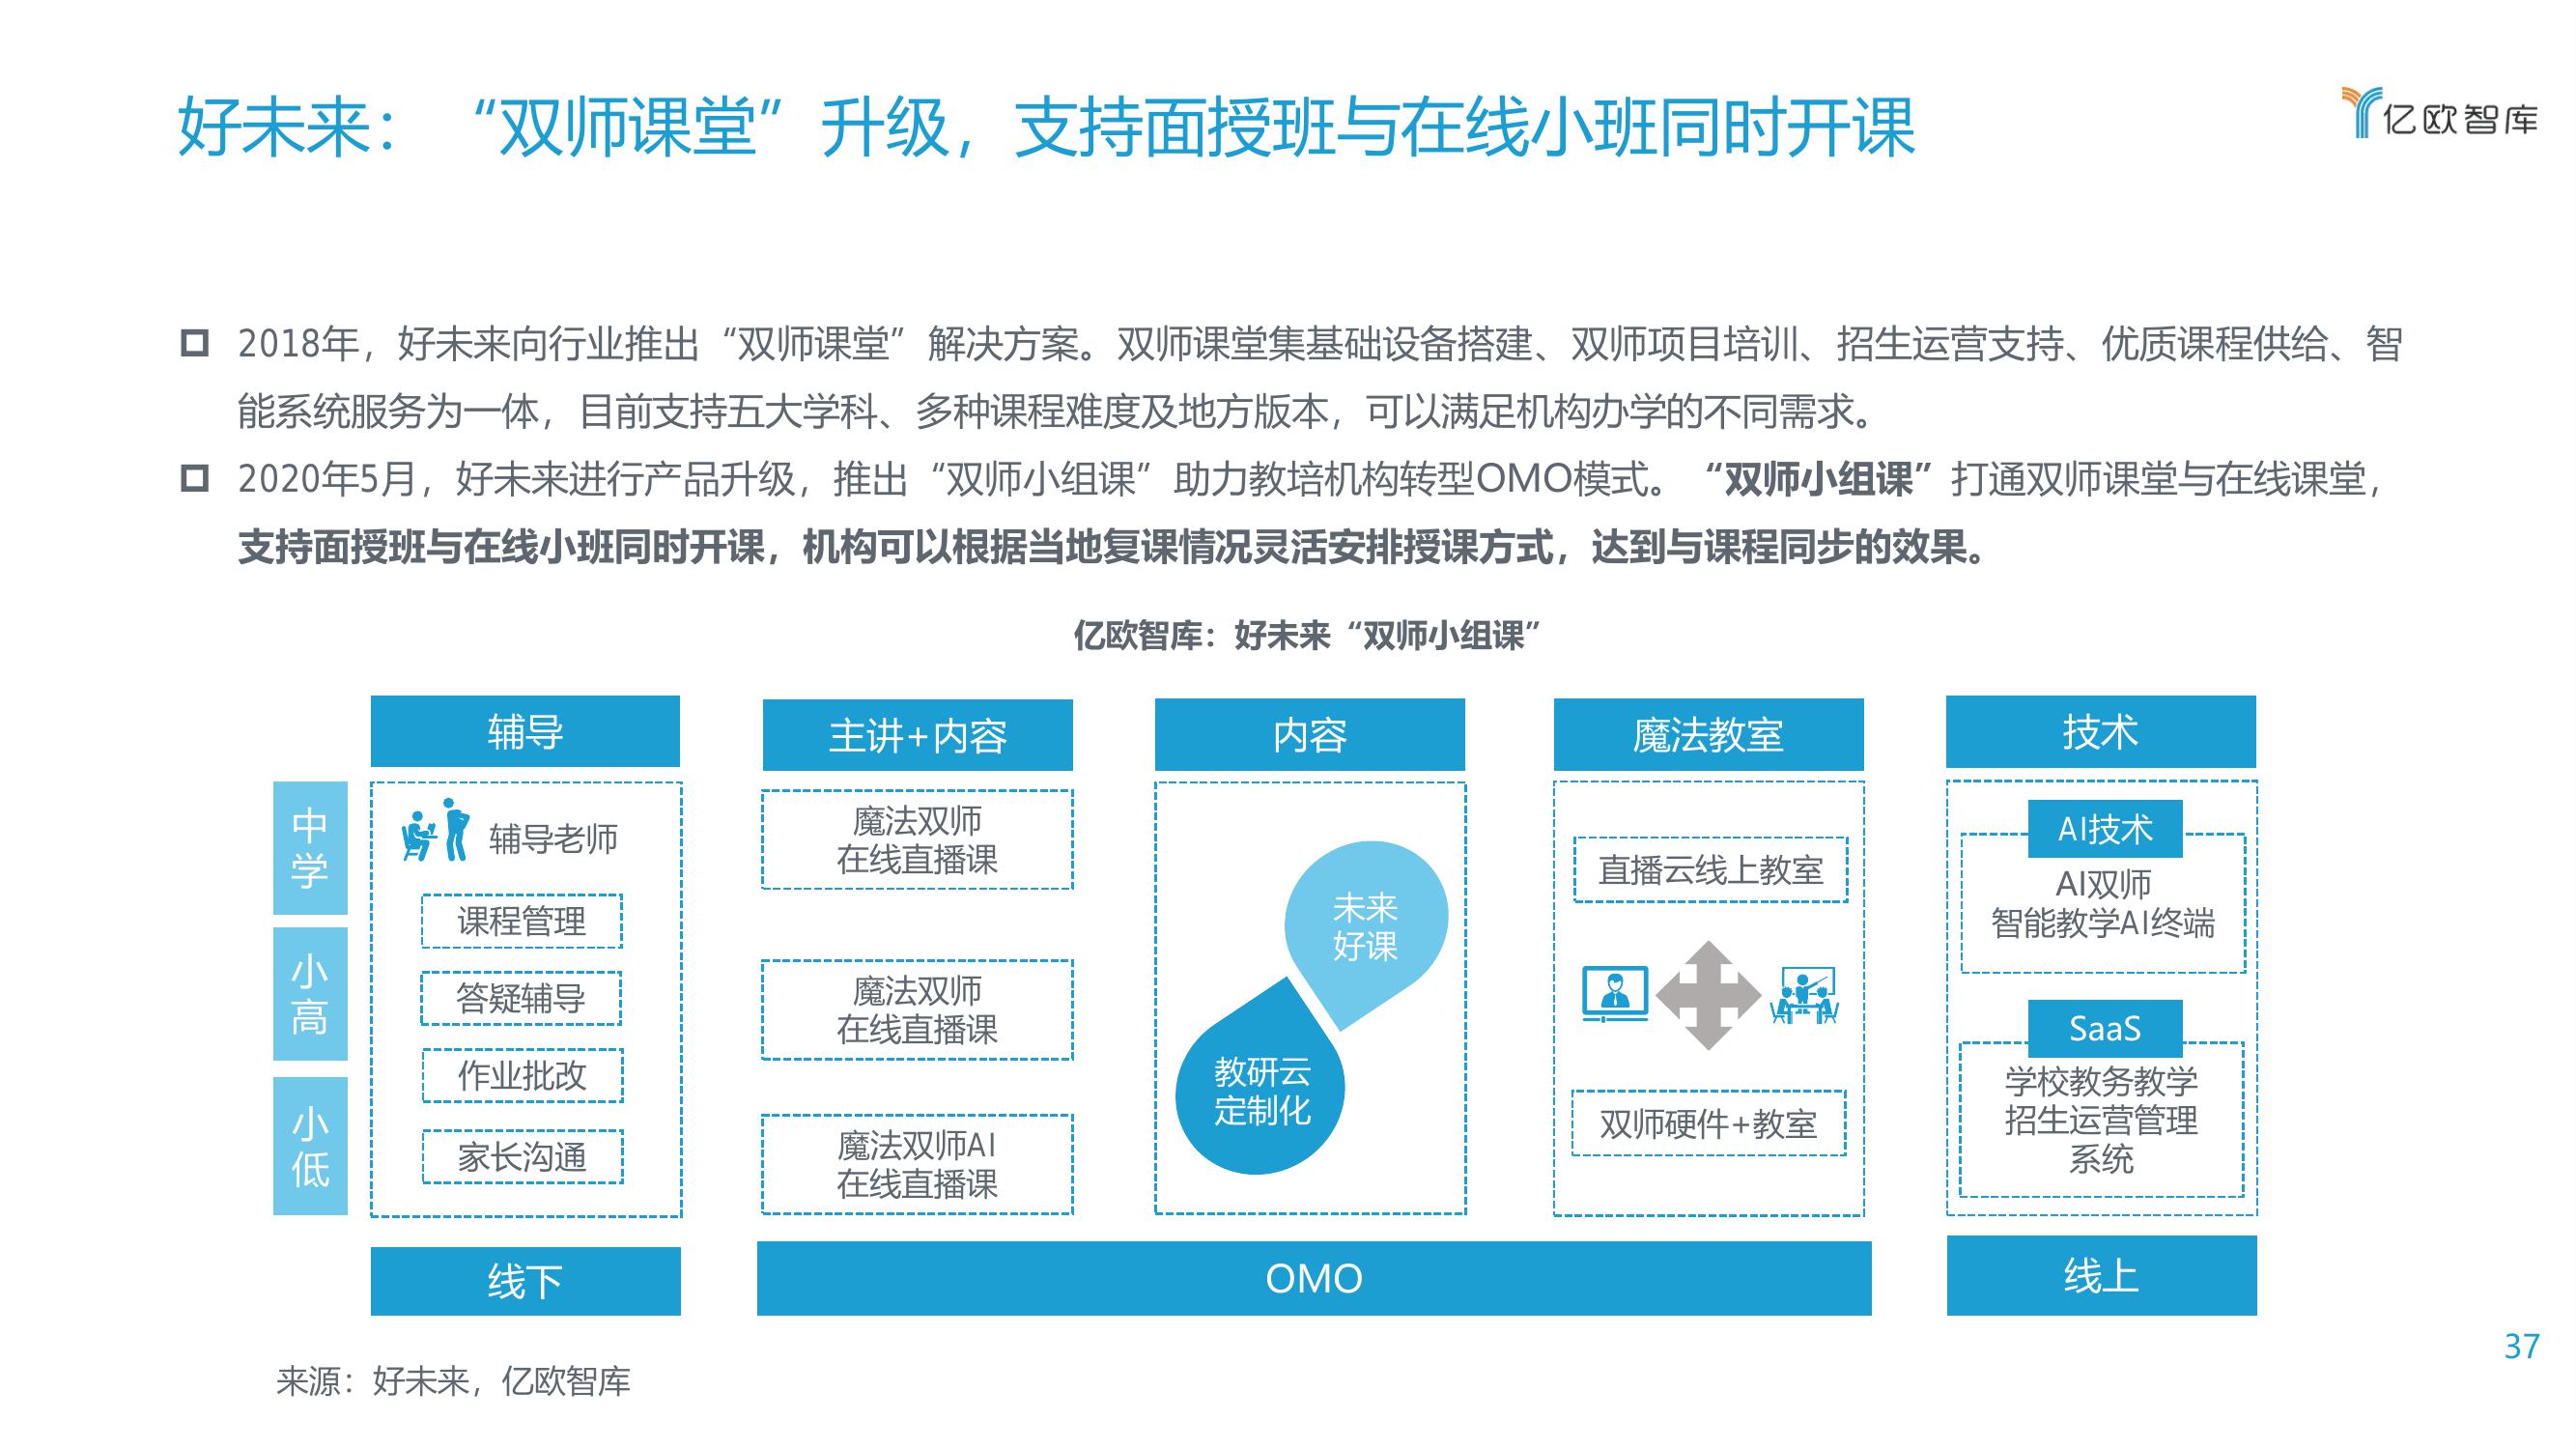 好未来：“双师课堂”升级，支持面授班与在线小班同时开课
亿欧智库
2018年，好未来向行业推出“双师课堂”解决方案。双师课堂集基础设备搭建、双师项目培训、招生运营支持、优质课程供给、智
能系统服务为一体，目前支持五大学科、多种课程难度及地方版本，可以满足机构办学的不同需求。
2020年5月，好未来进行产品升级，推出“双师小组课”助力教培机构转型OMO模式。“双师小组课”打通双师课堂与在线课堂，
支持面授班与在线小班同时开课，机构可以根据当地复课情况灵活安排授课方式，达到与课程同步的效果。
亿欧智库：好未来“双师小组课”
辅导
主讲+内容
内容
魔法教室
技术
中
学
小
高
小
低
辅导老师
课程管理
答疑辅导
作业批改
家长沟通
魔法双师
在线直播课
魔法双师
在线直播课
魔法双师AI
在线直播课
未来
好课
教研云
定制化
直播云线上教室
双师硬件+教室
AI技术
AI双师
智能教学AI终端
SaaS
学校教务教学
招生运营管理
系统
线下
OMO
线上
来源：好未来，亿欧智库
37